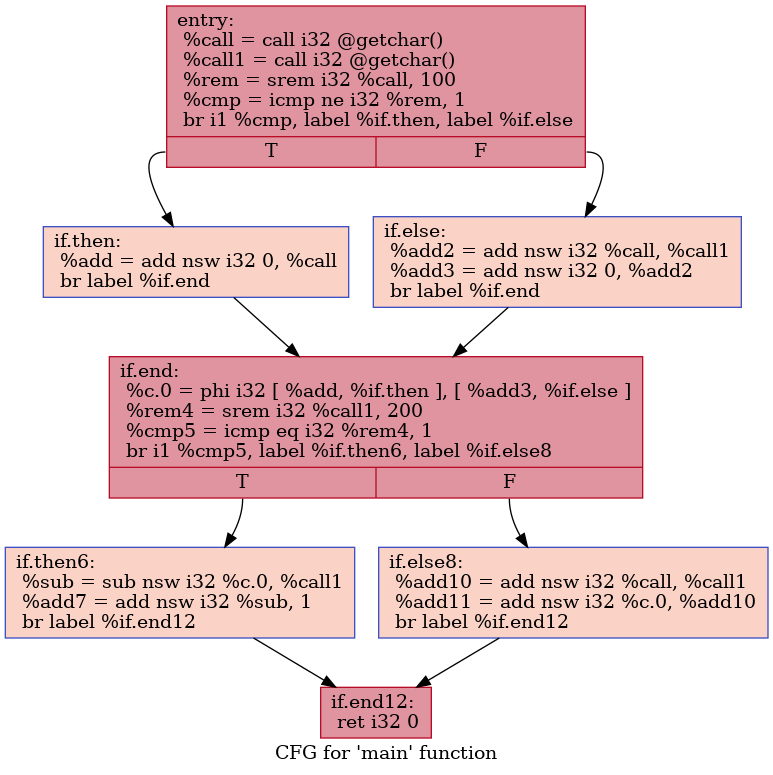 entry:
%call = call i32 @getchar()
%call1 = call i32 @getchar()
%rem = srem i32 %call, 100
%cmp = icmp ne i32 %rem, 1
br i1 %cmp, label %if.then, label %if.else
T F
if.then:
%add = add nsw i32 0, %call
br label %if.end
if.else:
%add2 = add nsw i32 %call, %call1
%add3 = add nsw i32 0, %add2
br label %if.end
if.end:
%c.0 = phi i32 [ %add, %if.then ], [ %add3, %if.else ]
%rem4 = srem i32 %call1, 200
%cmp5 = icmp eq i32 %rem4, 1
br i1 %cmp5, label %if.then6, label %if.else8
T F
if.then6:
%sub = sub nsw i32 %c.0, %call1
%add7 = add nsw i32 %sub, 1
br label %if.end12
if.else8:
%add10 = add nsw i32 %call, %call1
%add11 = add nsw i32 %c.0, %add10
br label %if.end12
if.end12:
ret i32 0
CFG for 'main' function